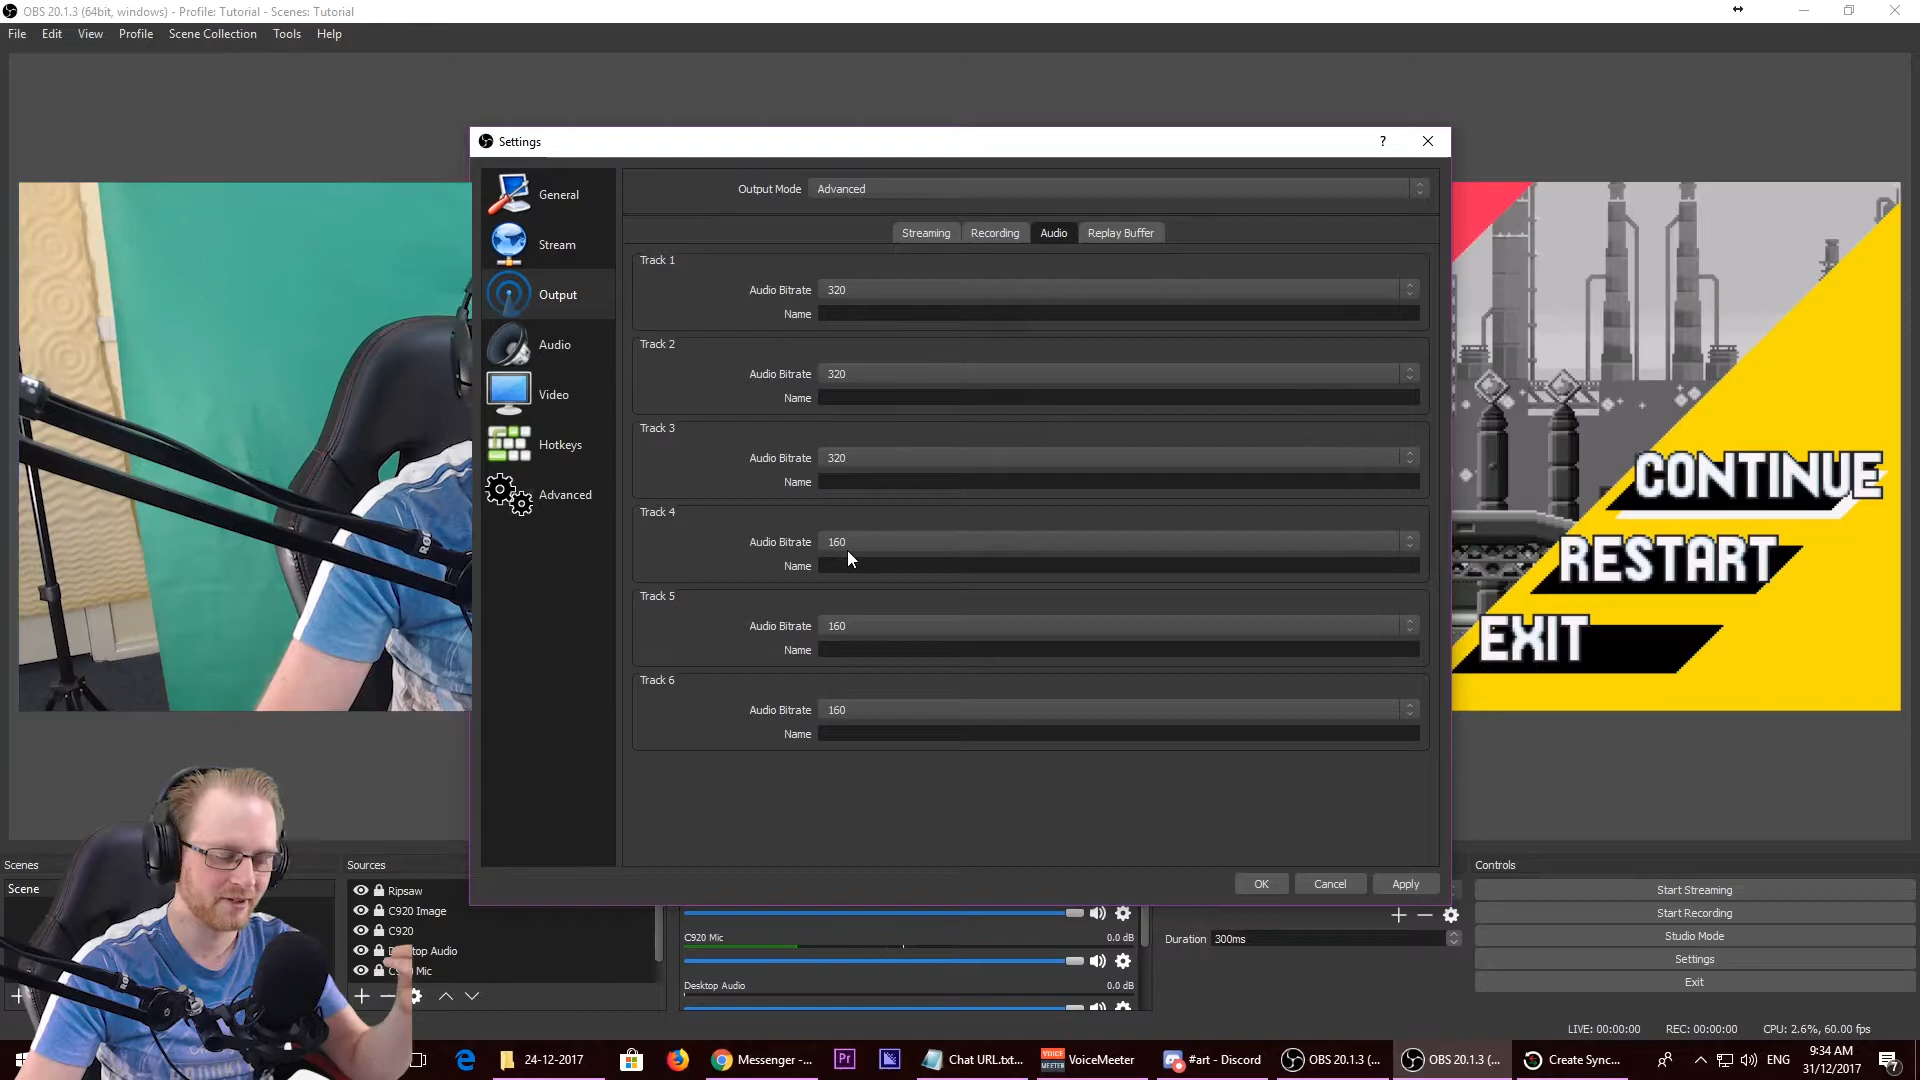 OBS 20.1.3 (64bit, windows) - Profile: Tutorial - Scenes: Tutorial
File Edit View Profile Scene Collection Tools Help
Settings
?
General
Stream
Output
Audio
Video
Hotkeys
Advanced
Output Mode Advanced
Streaming Recording Audio Replay Buffer
Track 1
Audio Bitrate 320
Name
Track 2
Audio Bitrate 320
Name
Track 3
Audio Bitrate 320
Name
Track 4
Audio Bitrate 160
Name
Track 5
Audio Bitrate 160
Name
Track 6
Audio Bitrate 160
Name
OK Cancel Apply
CONTINUE
RESTART
EXIT
Scenes
Scene
Sources
Ripsaw
C920 Image
C920
Audio
Mic
C920 Mic 0.0 dB
Desktop Audio 0.0 dB
Duration 300ms
Controls
Start Streaming
Start Recording
Studio Mode
Settings
Exit
LIVE: 00:00:00 REC: 00:00:00 CPU: 2.6%, 60.00 fps
24-12-2017
Messenger -...
Pr
Chat URL.txt...
VOICE MEETER
VoiceMeeter
#art - Discord
OBS 20.1.3 (...
OBS 20.1.3 (...
Create Sync...
ENG
9:34 AM
31/12/2017
7